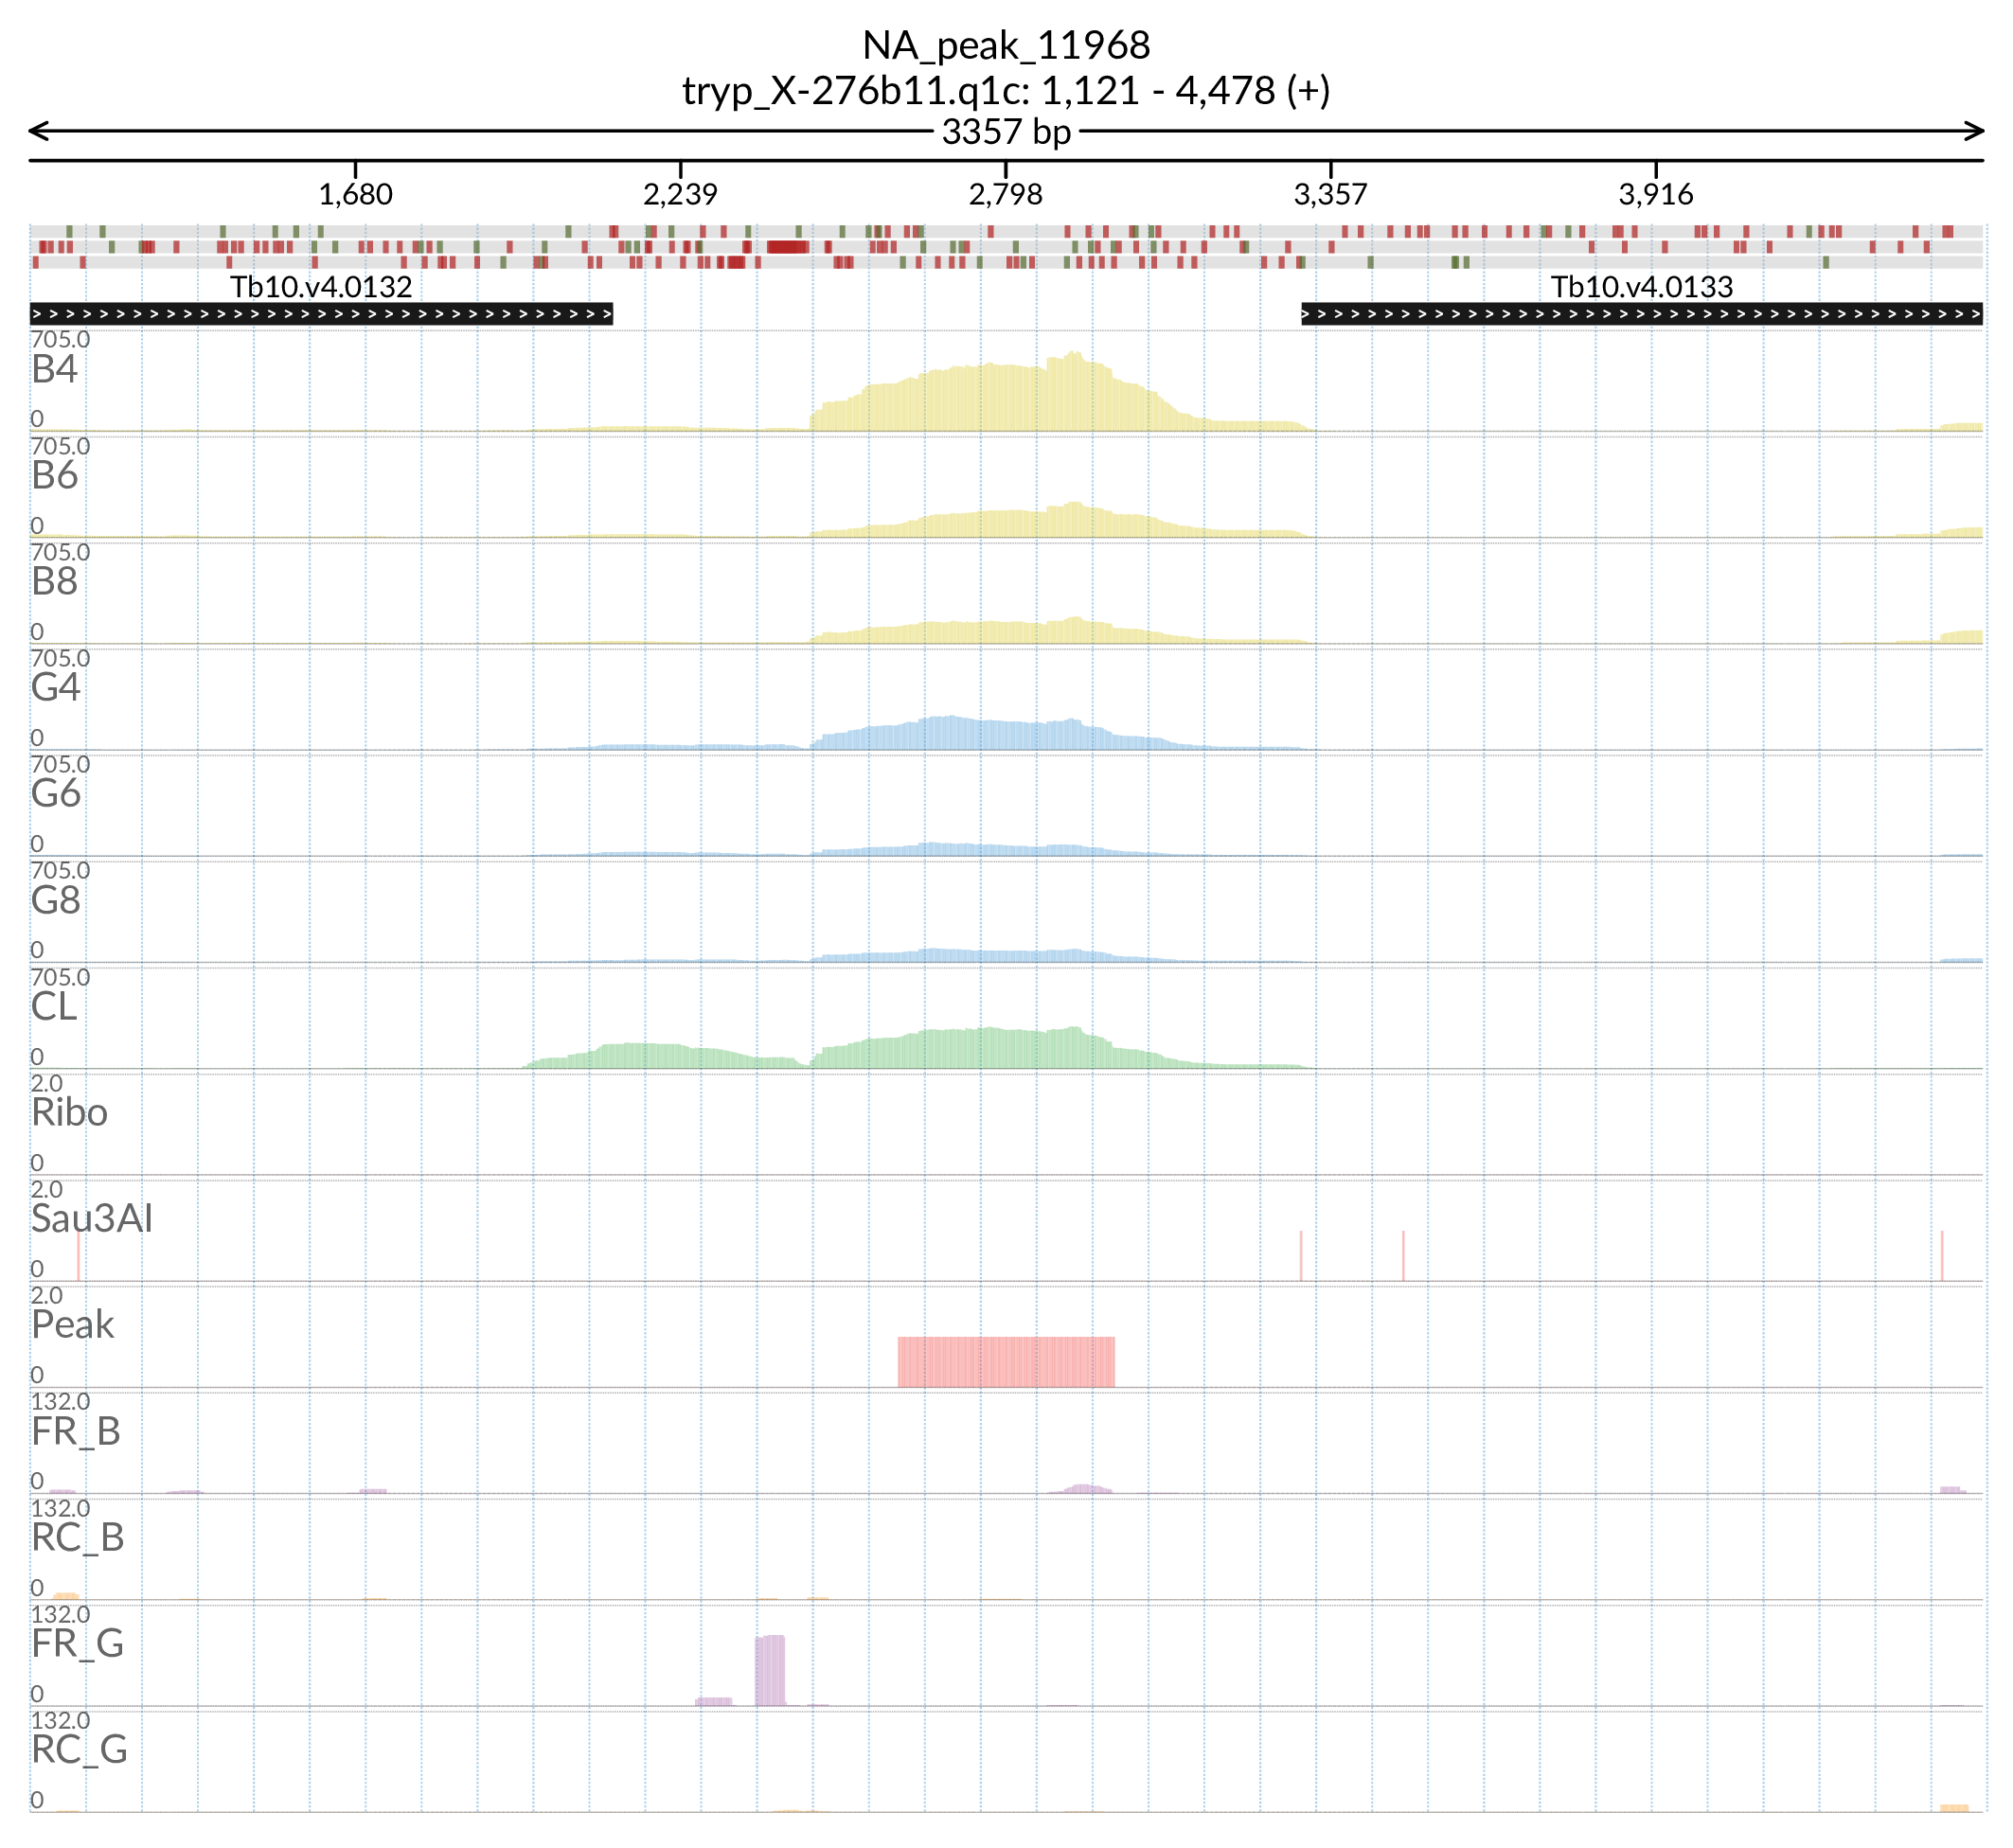 NA_peak_11968
tryp_X-276b11.q1c: 1,121 - 4,478 (+)
3357 bp
1,680 2,239 2,798 3,357 3,916
Tb10.v4.0132 Tb10.v4.0133
705.0
B4
0
705.0
B6
0
705.0
B8
0
705.0
G4
0
705.0
G6
0
705.0
G8
0
705.0
CL
0
2.0
Ribo
0
2.0
Sau3AI
0
2.0
Peak
0
132.0
FR_B
0
132.0
RC_B
0
132.0
FR_G
0
132.0
RC_G
0